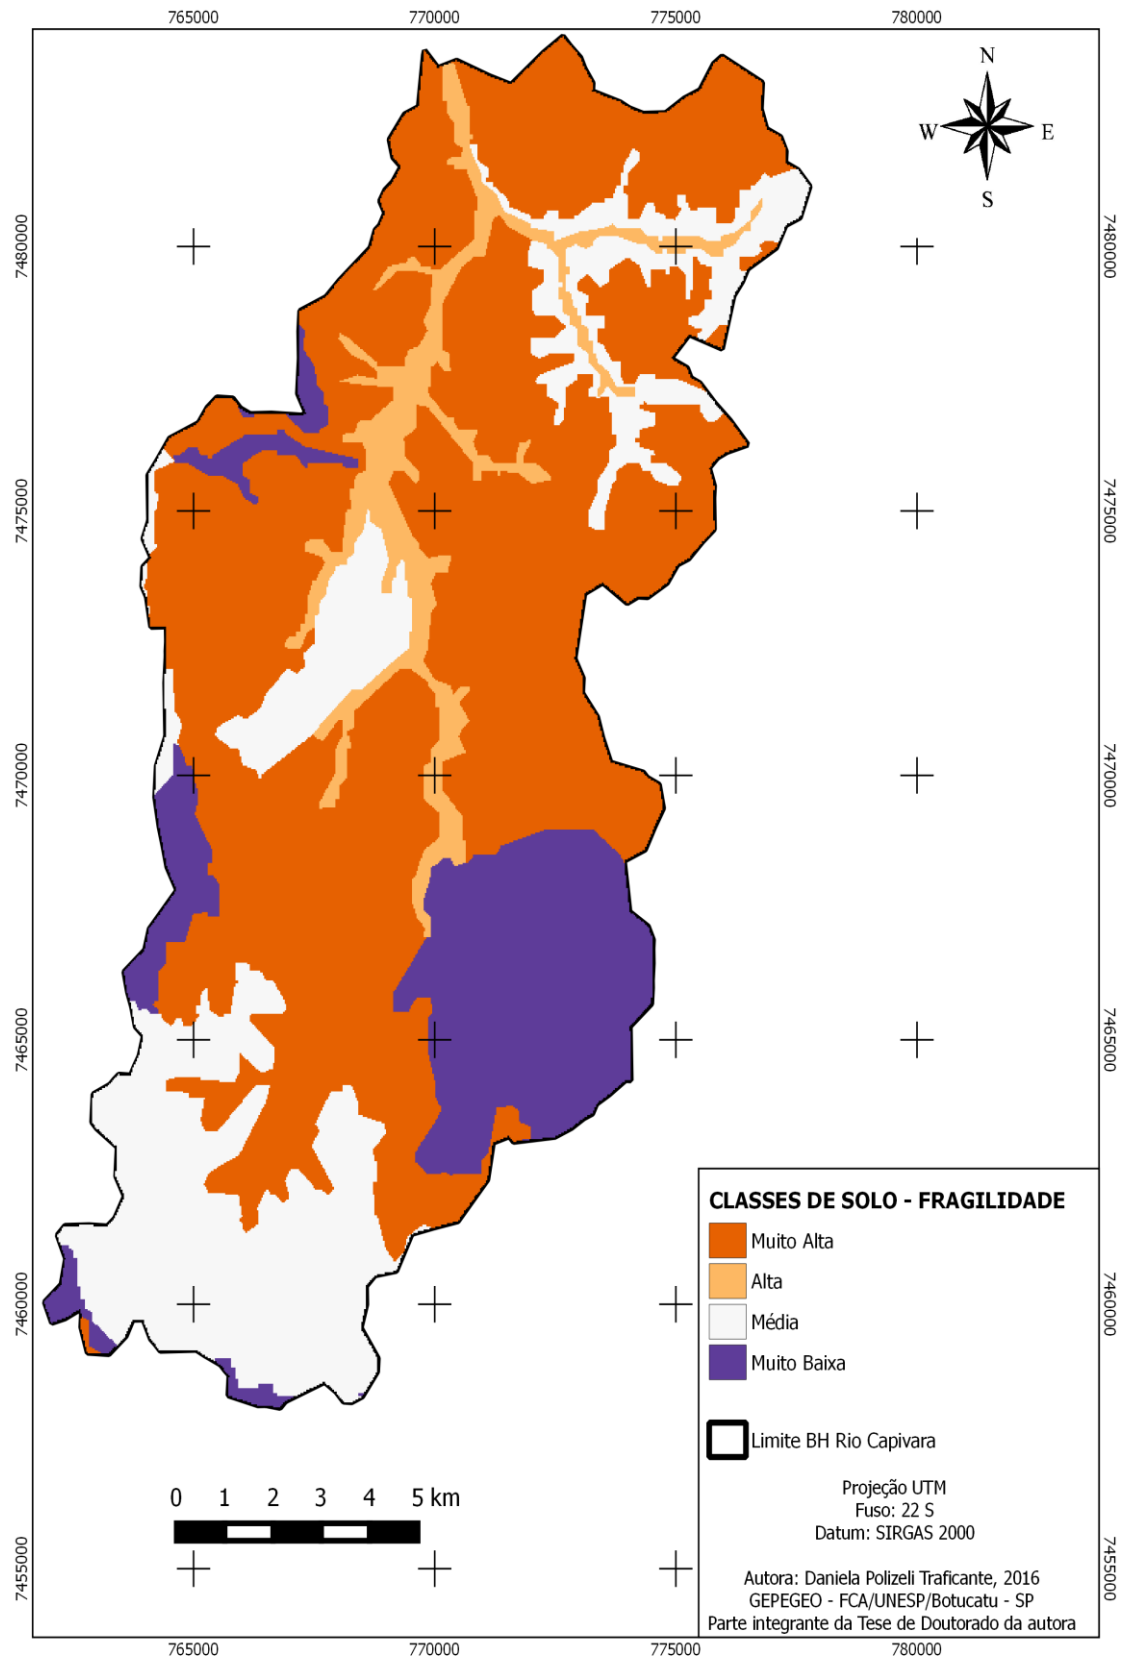 765000 770000 775000 780000
N
W E
S
7480000 7480000
7475000 7475000
7470000 7470000
7465000 7465000
7460000 7460000
7455000 7455000
CLASSES DE SOLO - FRAGILIDADE
Muito Alta
Alta
Média
Muito Baixa
Limite BH Rio Capivara
Projeção UTM
Fuso: 22 S
Datum: SIRGAS 2000
Autora: Daniela Polizeli Traficante, 2016
GEPEGEO - FCA/UNESP/Botucatu - SP
Parte integrante da Tese de Doutorado da autora
0 1 2 3 4 5 km
765000 770000 775000 780000